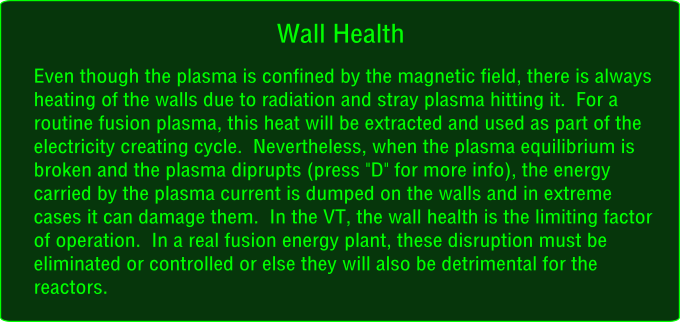 Wall Health
Even though the plasma is confined by the magnetic field, there is always
heating of the walls due to radiation and stray plasma hitting it.  For a
routine fusion plasma, this heat will be extracted and used as part of the
electricity creating cycle.  Nevertheless, when the plasma equilibrium is
broken and the plasma diprupts (press "D" for more info), the energy
carried by the plasma current is dumped on the walls and in extreme
cases it can damage them.  In the VT, the wall health is the limiting factor
of operation.  In a real fusion energy plant, these disruption must be
eliminated or controlled or else they will also be detrimental for the
reactors.